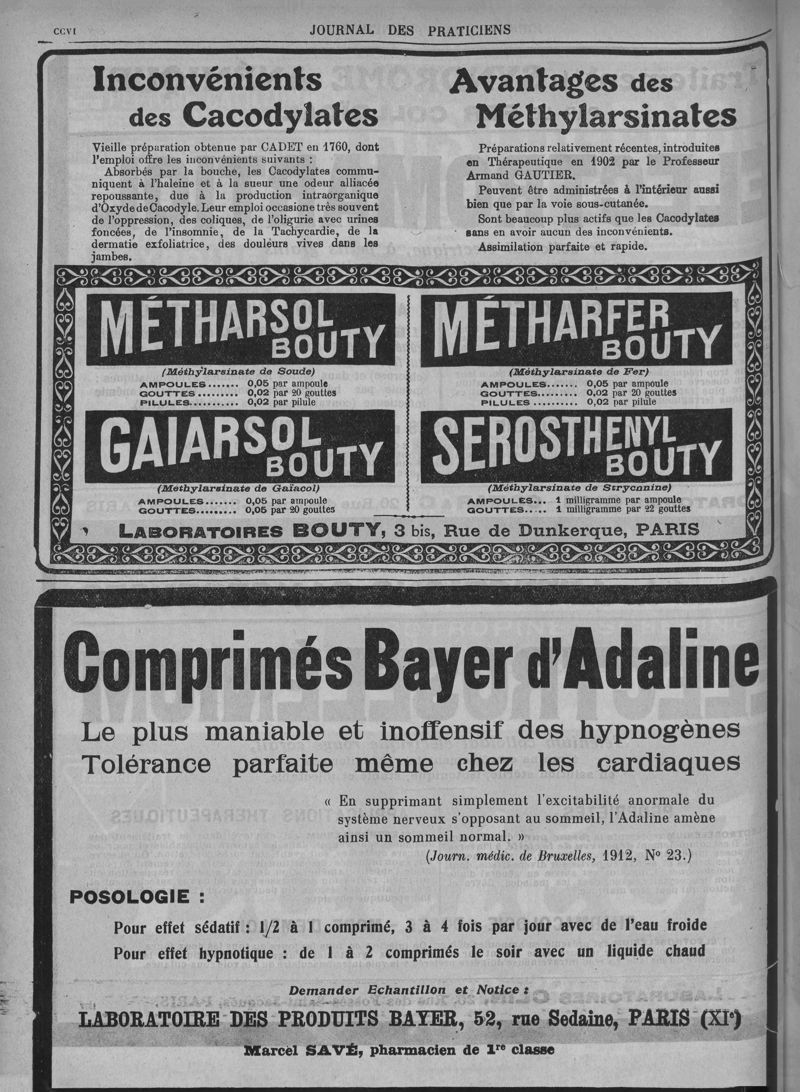 CCVI
JOURNAL DES PRATICIENS
Inconvénients
des Cacodylates
Vieille préparation obtenue par CADET en 1760, dont
l'emploi offre les inconvénients suivants :
Absorbés par la bouche, les Cacodylates commu-
niquent à l'haleine et à la sueur une odeur alliacée
repoussante, due à la production intraorganique
d'Oxyde de Cacodyle. Leur emploi occasione très souvent
de l'oppression, des coliques, de l'oligurie avec urines
foncées, de l'insomnie, de la Tachycardie, de la
dermatie exfoliatrice, des douleurs vives dans les
jambes.
Avantages des
Méthylarsinates
Préparations relativement récentes, introduites
en Thérapeutique en 1902 par le Professeur
Armand GAUTIER.
Peuvent être administrées à l'intérieur aussi
bien que par la voie sous-cutanée.
Sont beaucoup plus actifs que les Cacodylates
sans en avoir aucun des inconvénients.
Assimilation parfaite et rapide.
MÉTHARSOL
BOUTY
(Méthylarsinate de Soude)
AMPOULES....... 0,05 par ampoule
GOUTTES.......... 0,02 par 20 gouttes
PILULES........... 0,02 par pilule
MÉTHARFER
BOUTY
(Méthylarsinate de Fer)
AMPOULES....... 0,05 par ampoule
GOUTTES.......... 0,02 par 20 gouttes
PILULES .......... 0,02 par pilule
GAIARSOL
BOUTY
(Méthylarsinate de Gaïacol)
AMPOULES....... 0,05 par ampoule
GOUTTES......... 0,05 par 20 gouttes
SEROSTHENYL
BOUTY
(Méthylarsinate de Strycnnine)
AMPOULES... 1 milligramme par ampoule
GOUTTES..... 1 milligramme par 22 gouttes
LABORATOIRES BOUTY, 3 bis, Rue de Dunkerque, PARIS
Comprimés Bayer d'Adaline
Le plus maniable et inoffensif des hypnogènes
Tolérance parfaite même chez les cardiaques
« En supprimant simplement l'excitabilité anormale du
système nerveux s'opposant au sommeil, l'Adaline amène
ainsi un sommeil normal. »
(Journ. médic. de Bruxelles, 1912, Nº 23.)
POSOLOGIE :
Pour effet sédatif : 1/2 à 1 comprimé, 3 à 4 fois par jour avec de l'eau froide
Pour effet hypnotique : de 1 à 2 comprimés le soir avec un liquide chaud
Demander Echantillon et Notice :
LABORATOIRE DES PRODUITS BAYER, 52, rue Sedaine, PARIS (XIe)
Marcel SAVÉ, pharmacien de 1re classe